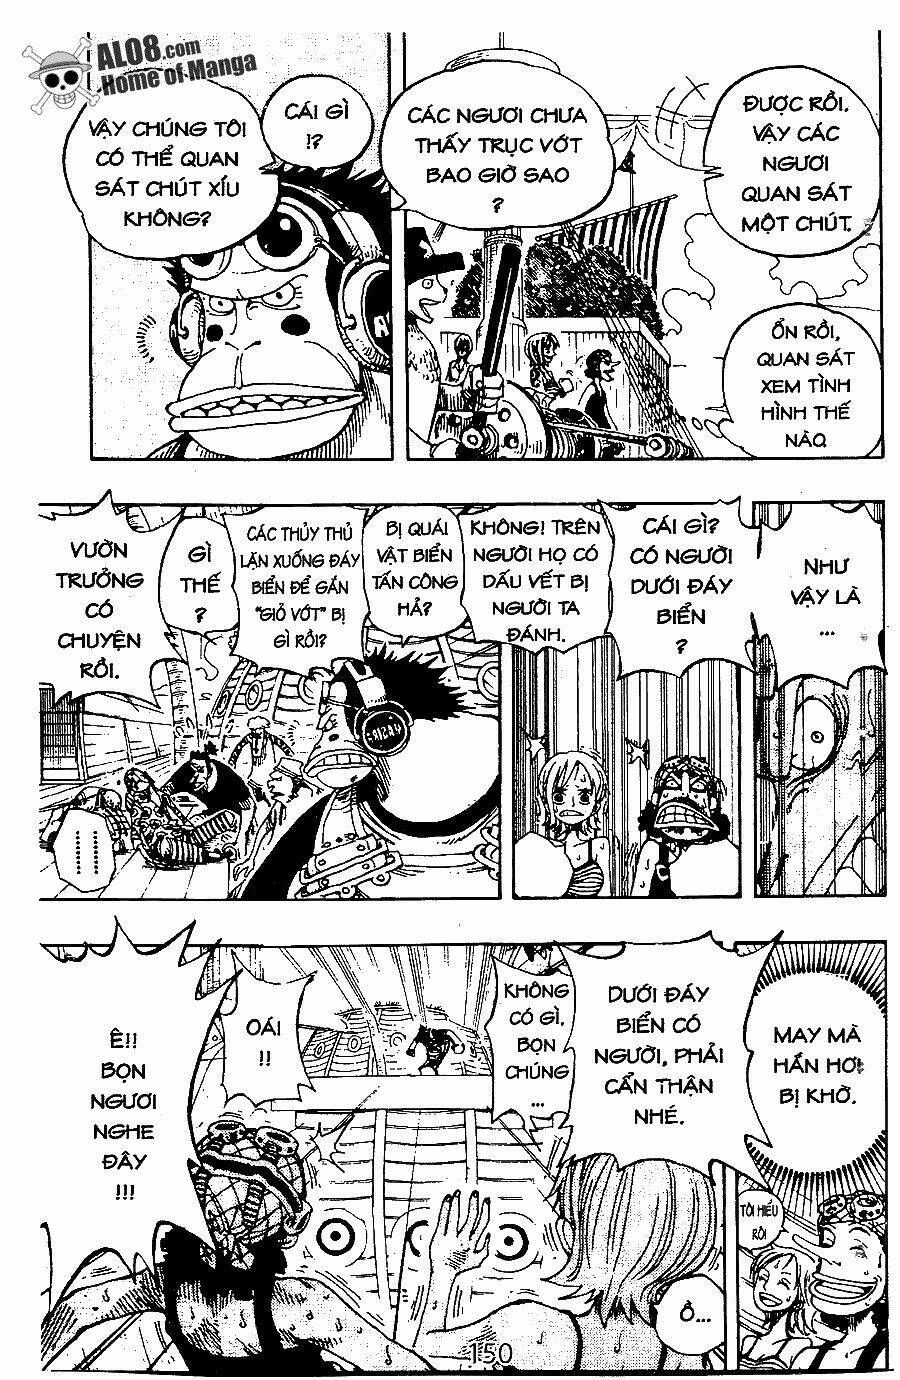 ALO8.com
Home of Manga
ĐƯỢC RỒI,
VẬY CÁC
NGƯƠI
QUAN SÁT
MỘT CHÚT.
ỔN RỒI,
QUAN SÁT
XEM TÌNH
HÌNH THẾ
NÀO.
CÁC NGƯƠI CHƯA
THẤY TRỤC VỚT
BAO GIỜ SAO
?
CÁI GÌ
!?
VẬY CHÚNG TÔI
CÓ THỂ QUAN
SÁT CHÚT XÍU
KHÔNG?
NHƯ
VẬY LÀ
...
CÁI GÌ?
CÓ NGƯỜI
DƯỚI ĐÁY
BIỂN
?
KHÔNG! TRÊN
NGƯỜI HỌ CÓ
DẤU VẾT BỊ
NGƯỜI TA
ĐÁNH.
BỊ QUÁI
VẬT BIỂN
TẤN CÔNG
HẢ?
CÁC THỦY THỦ
LẶN XUỐNG ĐÁY
BIỂN ĐỂ GẮN
"GIỎ VỚT" BỊ
GÌ RỒI?
GÌ
THẾ
?
VƯỜN
TRƯỞNG
CÓ
CHUYỆN
RỒI.
MAY MÀ
HẮN HƠI
BỊ KHỜ.
TÔI HIỂU
RỒI
DƯỚI ĐÁY
BIỂN CÓ
NGƯỜI, PHẢI
CẨN THẬN
NHÉ.
Ồ...
KHÔNG
CÓ GÌ,
BỌN
CHÚNG
...
OÁI
!!
Ê!!
BỌN
NGƯƠI
NGHE
ĐÂY
!!!
150